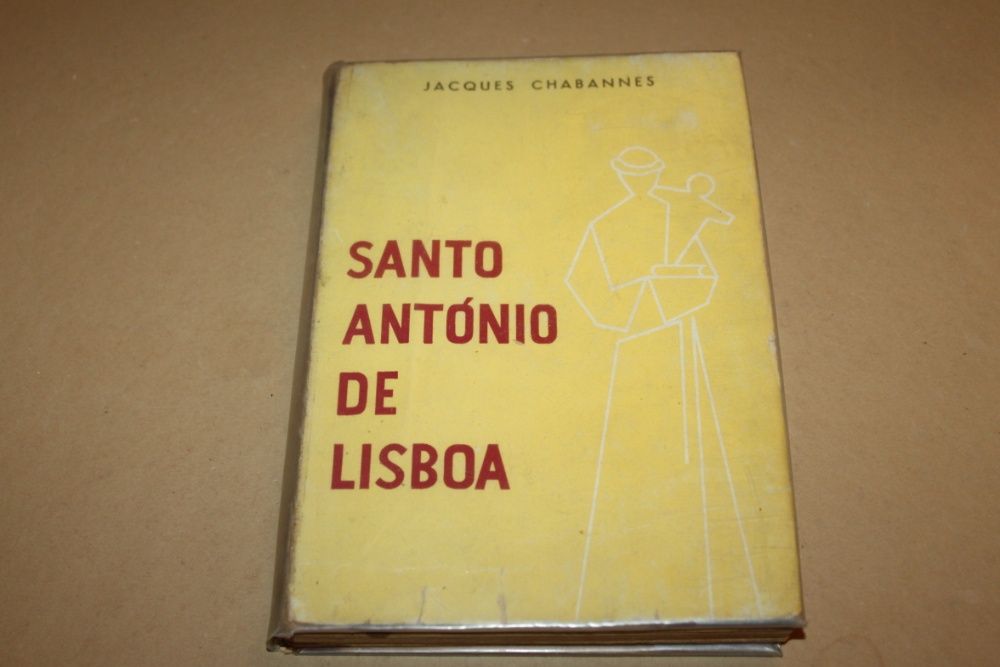 JACQUES CHABANNES
SANTO
ANTÓNIO
DE
LISBOA